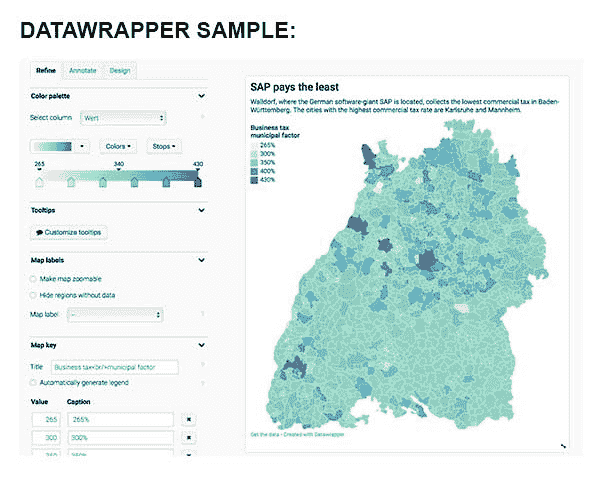 DATAWRAPPER SAMPLE:
Refine Annotate Design
Color palette
Select column Wert
Colors Stops
265 340 430
Tooltips
Customize tooltips
Map labels
Make map zoomable
Hide regions without data
Map label --
Map key
Title Business tax<br/>municipal factor
Automatically generate legend
Value Caption
265 265%
300 300%
SAP pays the least
Walldorf, where the German software-giant SAP is located, collects the lowest commercial tax in Baden-
Württemberg. The cities with the highest commercial tax rate are Karlsruhe and Mannheim.
Business tax
municipal factor
265%
300%
350%
400%
430%
Get the data - Created with Datawrapper